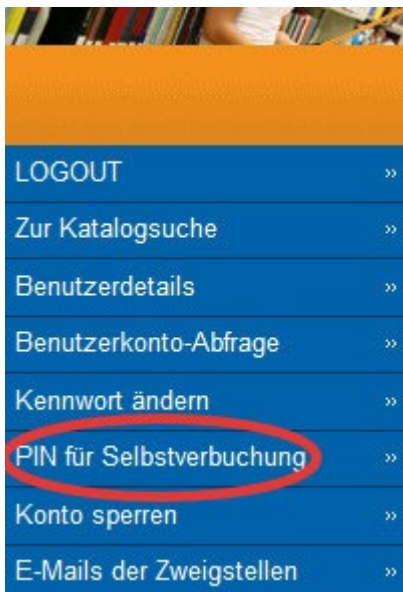 LOGOUT »
Zur Katalogsuche »
Benutzerdetails »
Benutzerkonto-Abfrage »
Kennwort ändern »
PIN für Selbstverbuchung »
Konto sperren »
E-Mails der Zweigstellen »